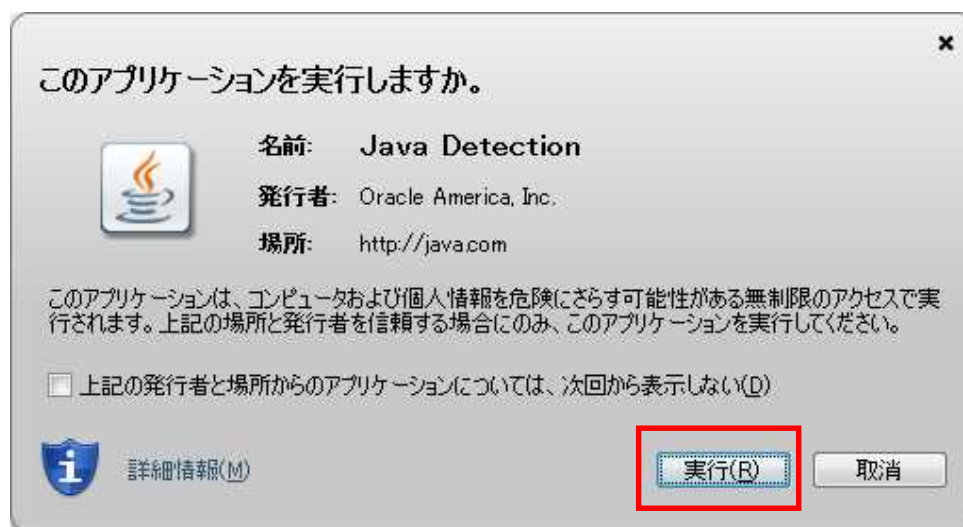 このアプリケーションを実行しますか。
名前: Java Detection
発行者: Oracle America, Inc.
場所: http://java.com
このアプリケーションは、コンピュータおよび個人情報を危険にさらす可能性がある無制限のアクセスで実
行されます。上記の場所と発行者を信頼する場合にのみ、このアプリケーションを実行してください。
上記の発行者と場所からのアプリケーションについては、次回から表示しない(D)
詳細情報(M)
実行(R) 取消